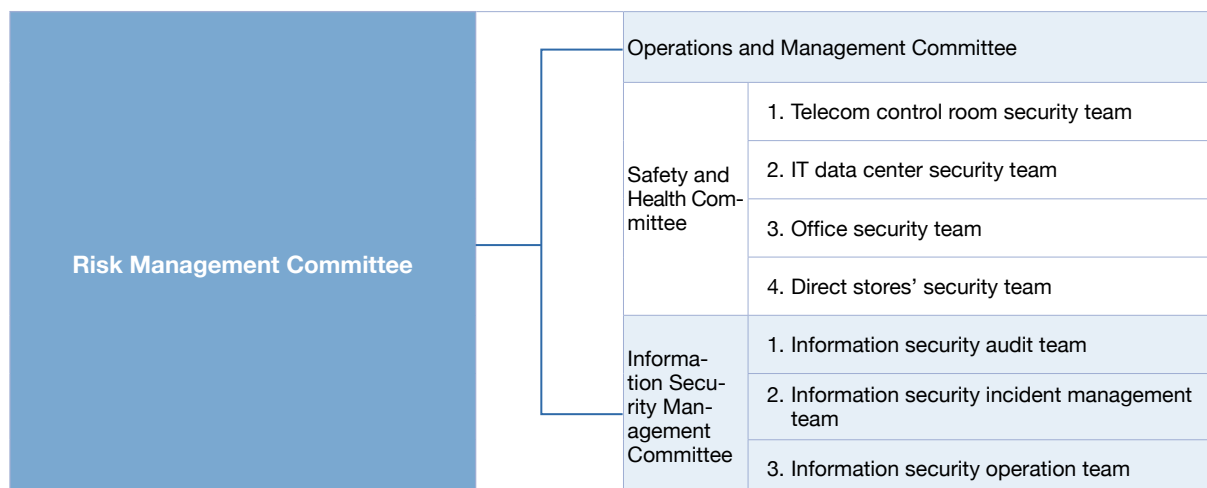 Risk Management Committee
Operations and Management Committee
Safety and
Health Com-
mittee
1. Telecom control room security team
2. IT data center security team
3. Office security team
4. Direct stores’ security team
Informa-
tion Secu-
rity Man-
agement
Committee
1. Information security audit team
2. Information security incident management
team
3. Information security operation team